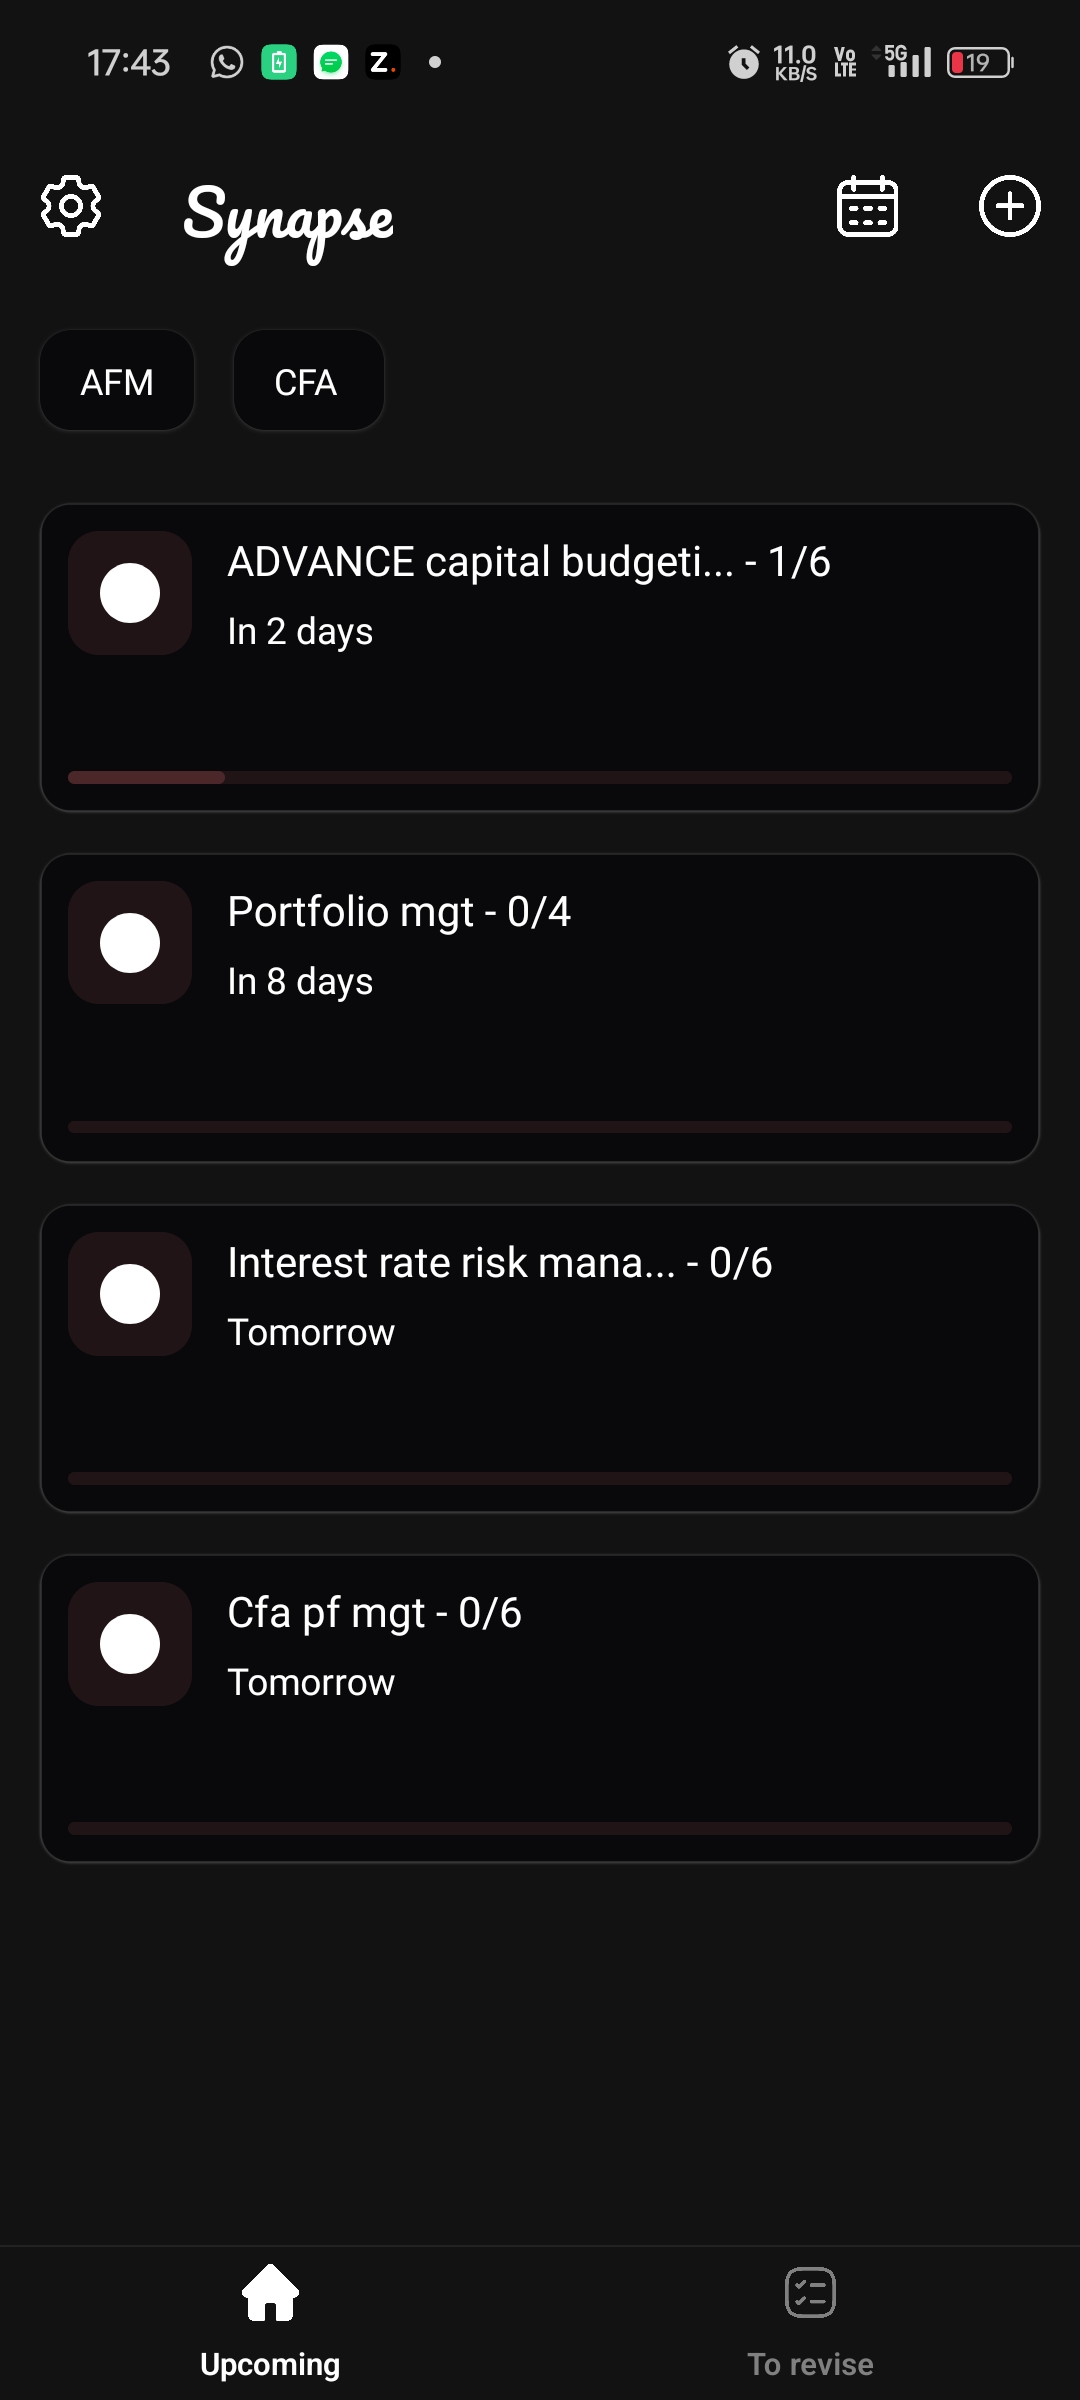 17:43
Z.
11.0 KB/S
Vo LTE
5G
19
Synapse
AFM
CFA
ADVANCE capital budgeti... - 1/6
In 2 days
Portfolio mgt - 0/4
In 8 days
Interest rate risk mana... - 0/6
Tomorrow
Cfa pf mgt - 0/6
Tomorrow
Upcoming
To revise